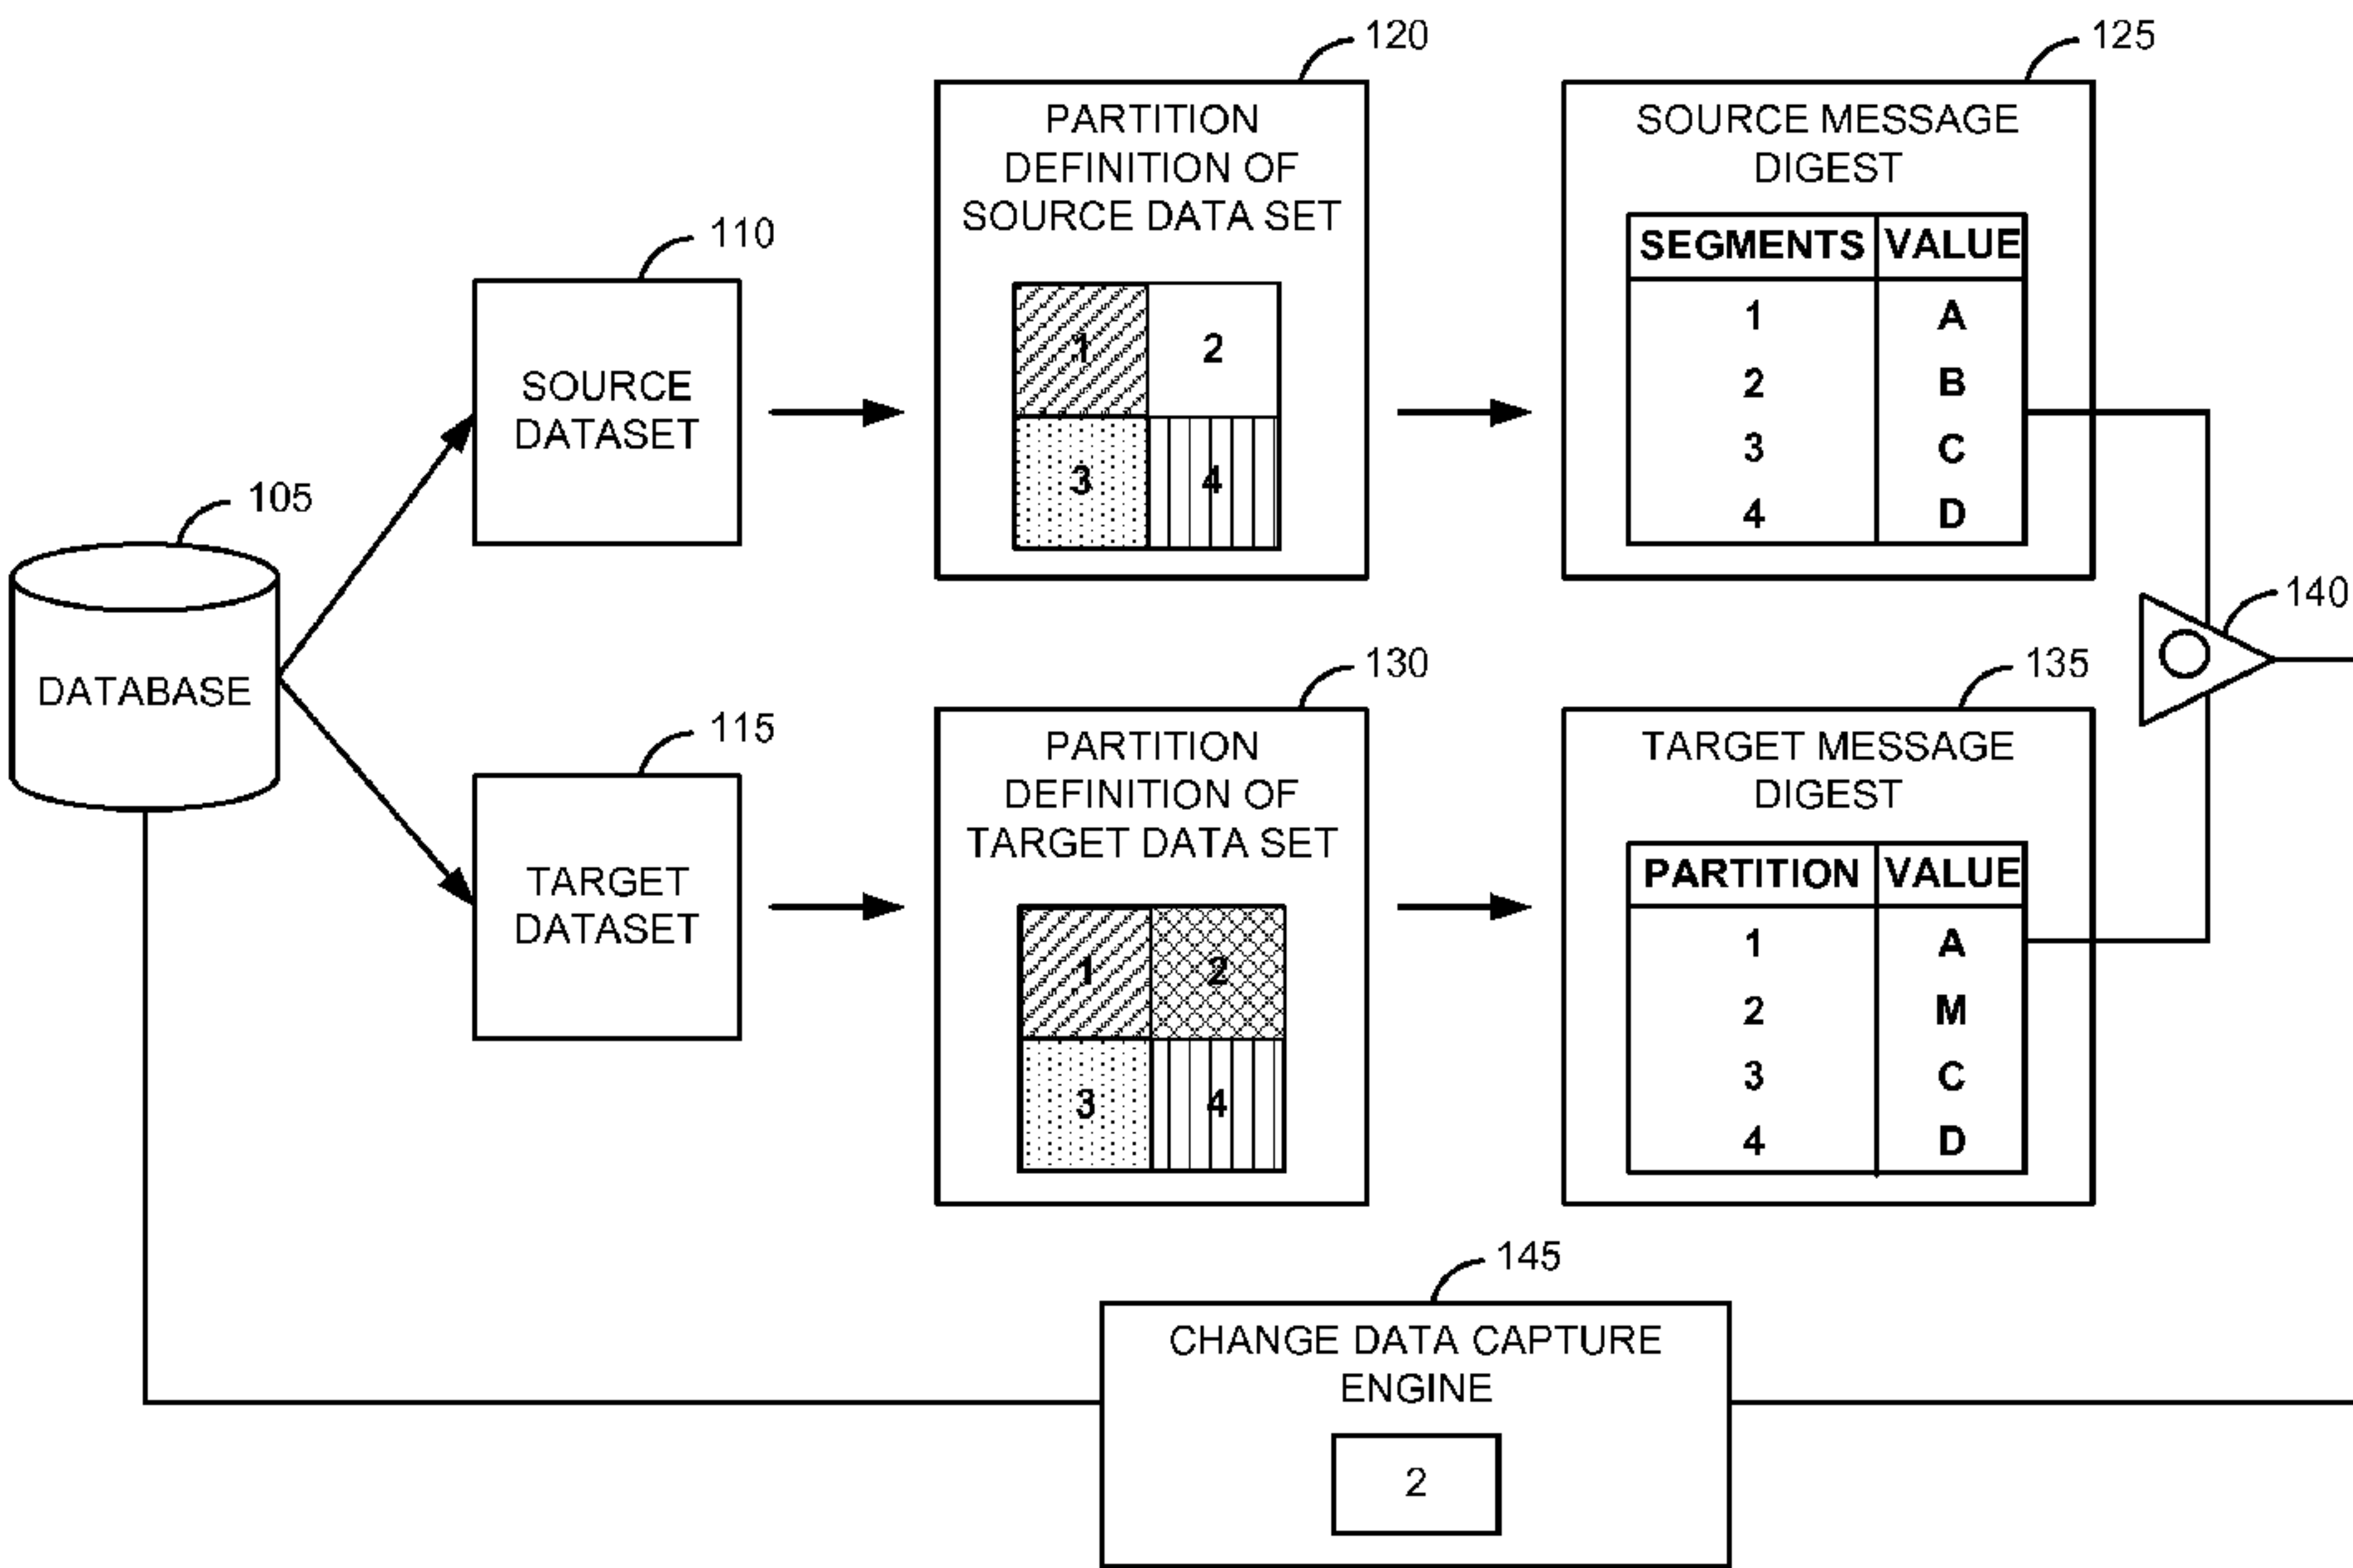 120
125
PARTITION
DEFINITION OF
SOURCE DATA SET
1
2
3
4
SOURCE MESSAGE
DIGEST
SEGMENTS VALUE
1 A
2 B
3 C
4 D
110
SOURCE
DATASET
105
DATABASE
140
130
135
115
TARGET
DATASET
PARTITION
DEFINITION OF
TARGET DATA SET
1
2
3
4
TARGET MESSAGE
DIGEST
PARTITION VALUE
1 A
2 M
3 C
4 D
145
CHANGE DATA CAPTURE
ENGINE
2